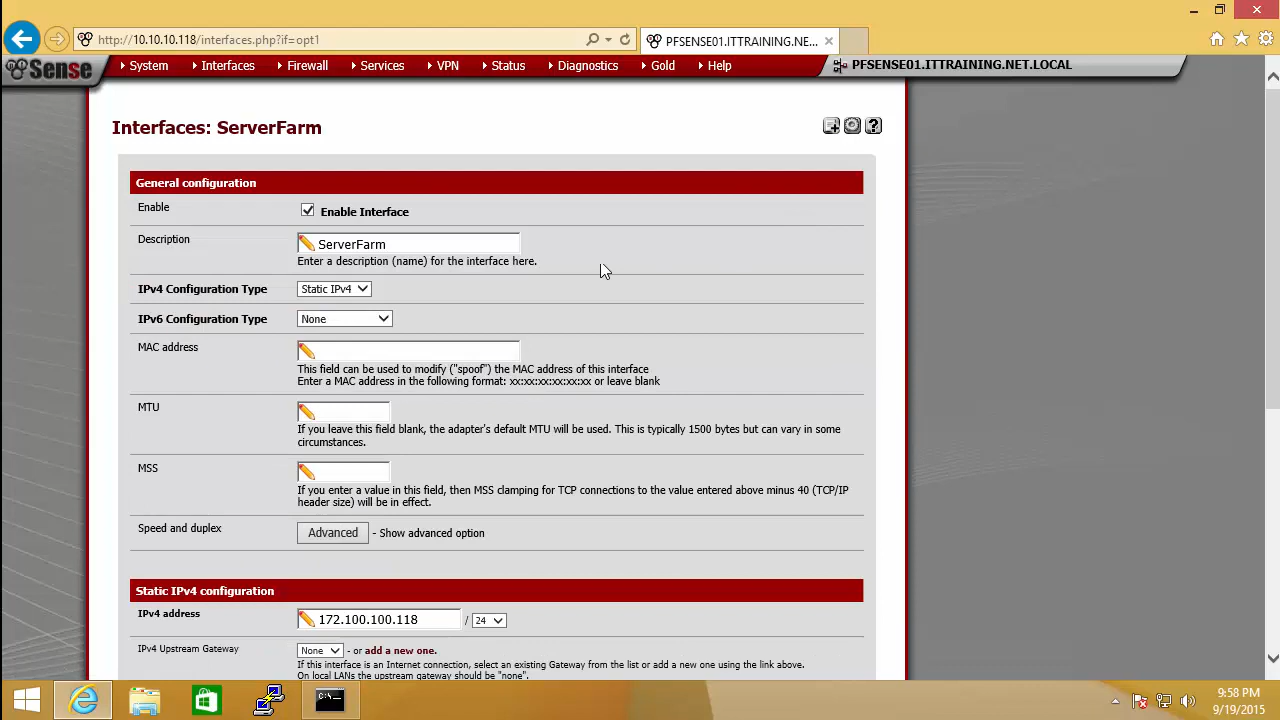 http://10.10.10.118/interfaces.php?if=opt1
PFSENSE01.ITTRAINING.NE...
Sense
System
Interfaces
Firewall
Services
VPN
Status
Diagnostics
Gold
Help
PFSENSE01.ITTRAINING.NET.LOCAL
Interfaces: ServerFarm
General configuration
Enable
Enable Interface
Description
ServerFarm
Enter a description (name) for the interface here.
IPv4 Configuration Type
Static IPv4
IPv6 Configuration Type
None
MAC address
This field can be used to modify ("spoof") the MAC address of this interface
Enter a MAC address in the following format: xx:xx:xx:xx:xx:xx or leave blank
MTU
If you leave this field blank, the adapter's default MTU will be used. This is typically 1500 bytes but can vary in some
circumstances.
MSS
If you enter a value in this field, then MSS clamping for TCP connections to the value entered above minus 40 (TCP/IP
header size) will be in effect.
Speed and duplex
Advanced - Show advanced option
Static IPv4 configuration
IPv4 address
172.100.100.118 / 24
IPv4 Upstream Gateway
None - or add a new one.
If this interface is an Internet connection, select an existing Gateway from the list or add a new one using the link above.
On local LANs the upstream gateway should be "none".
9:58 PM
9/19/2015